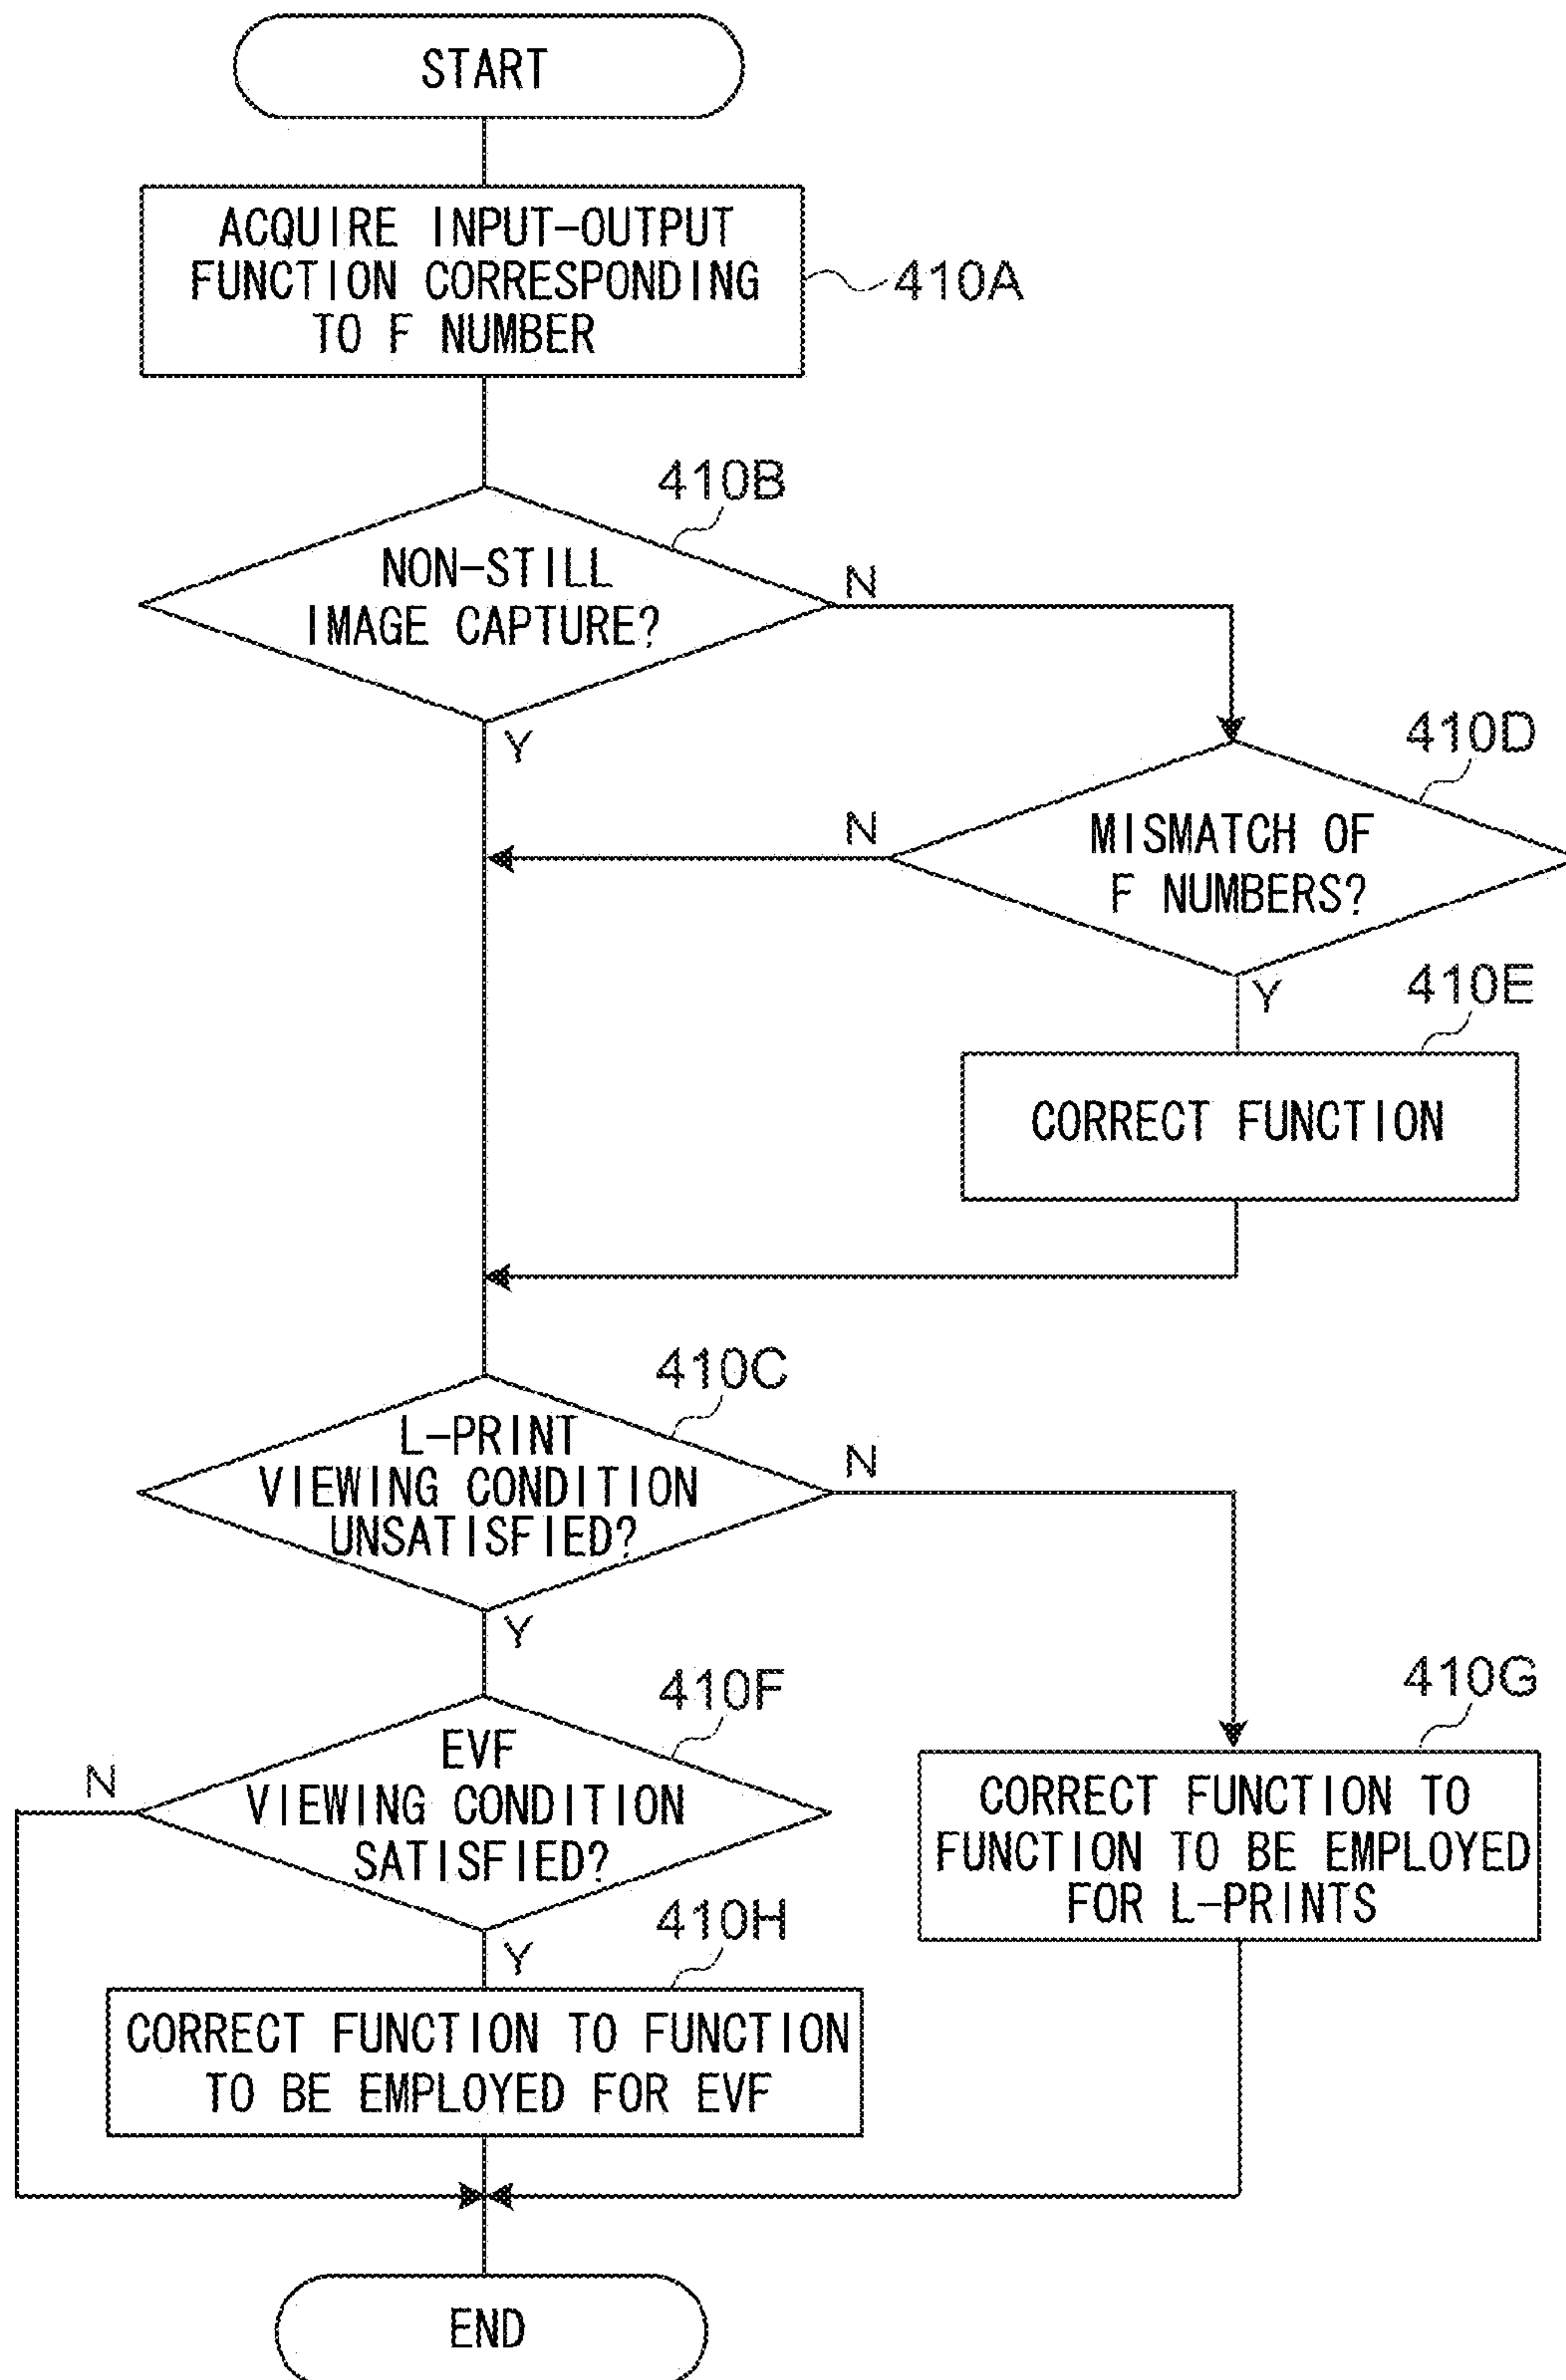 START
ACQUIRE INPUT-OUTPUT
FUNCTION CORRESPONDING
TO F NUMBER
410A
410B
NON-STILL
IMAGE CAPTURE?
N
Y
410D
MISMATCH OF
F NUMBERS?
N
Y
410E
CORRECT FUNCTION
410C
L-PRINT
VIEWING CONDITION
UNSATISFIED?
N
Y
410F
EVF
VIEWING CONDITION
SATISFIED?
N
Y
410G
CORRECT FUNCTION TO
FUNCTION TO BE EMPLOYED
FOR L-PRINTS
410H
CORRECT FUNCTION TO FUNCTION
TO BE EMPLOYED FOR EVF
END